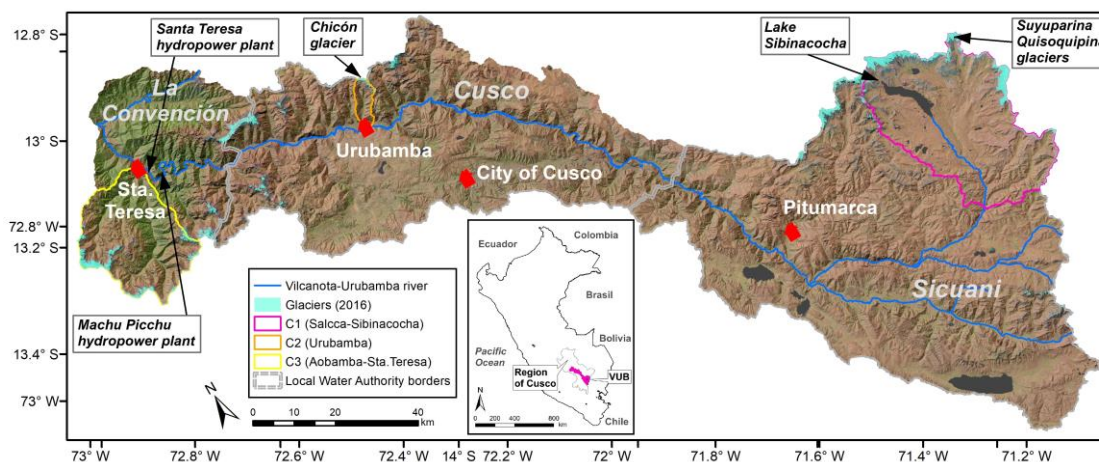 12.8° S
13° S
72.8° W
13.2° S
13.4° S
73° W
Santa Teresa
hydropower plant
Chicón
glacier
Lake
Sibinacocha
Suyuparina
Quisoquipina
glaciers
La
Convención
Cusco
Urubamba
City of Cusco
Sta.
Teresa
Pitumarca
Sicuani
Machu Picchu
hydropower plant
Vilcanota-Urubamba river
Glaciers (2016)
C1 (Salcca-Sibinacocha)
C2 (Urubamba)
C3 (Aobamba-Sta.Teresa)
Local Water Authority borders
N
0 10 20 40
km
Ecuador
Colombia
Brasil
Bolivia
Pacific
Ocean
Region
of Cusco
VUB
Chile
N
0 200 400 800
km
73° W 72.8° W 72.6° W 72.4° W 14° S 72.2° W 72° W 71.8° W 71.6° W 71.4° W 71.2° W